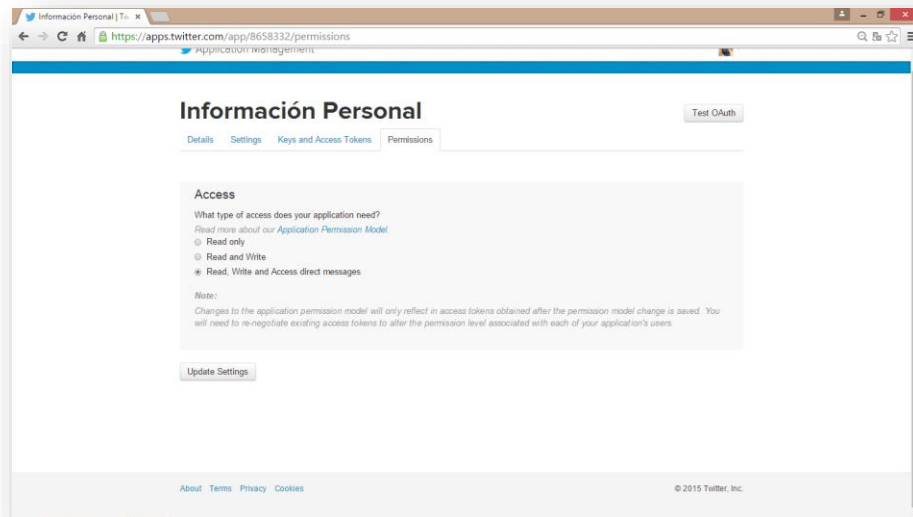 Información Personal | Tw
https://apps.twitter.com/app/8658332/permissions
Application Management
Información Personal
Test OAuth
Details Settings Keys and Access Tokens Permissions
Access
What type of access does your application need?
Read more about our Application Permission Model.
Read only
Read and Write
Read, Write and Access direct messages
Note:
Changes to the application permission model will only reflect in access tokens obtained after the permission model change is saved. You
will need to re-negotiate existing access tokens to alter the permission level associated with each of your application's users.
Update Settings
About Terms Privacy Cookies
© 2015 Twitter, Inc.